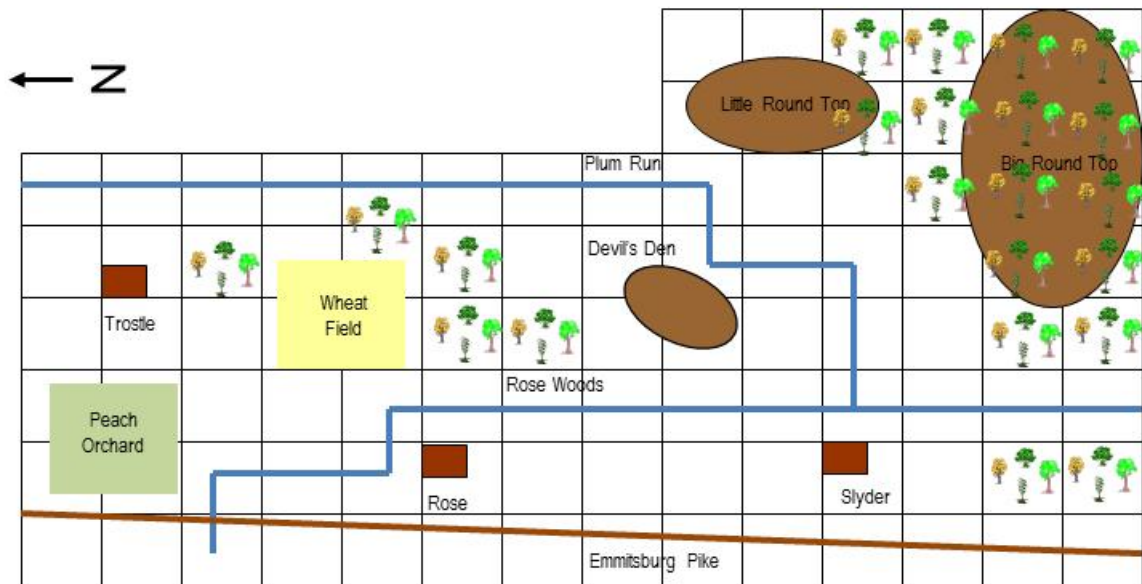 N
Little Round Top
Plum Run
Big Round Top
Devil's Den
Trostle
Wheat
Field
Rose Woods
Peach
Orchard
Rose
Slyder
Emmitsburg Pike